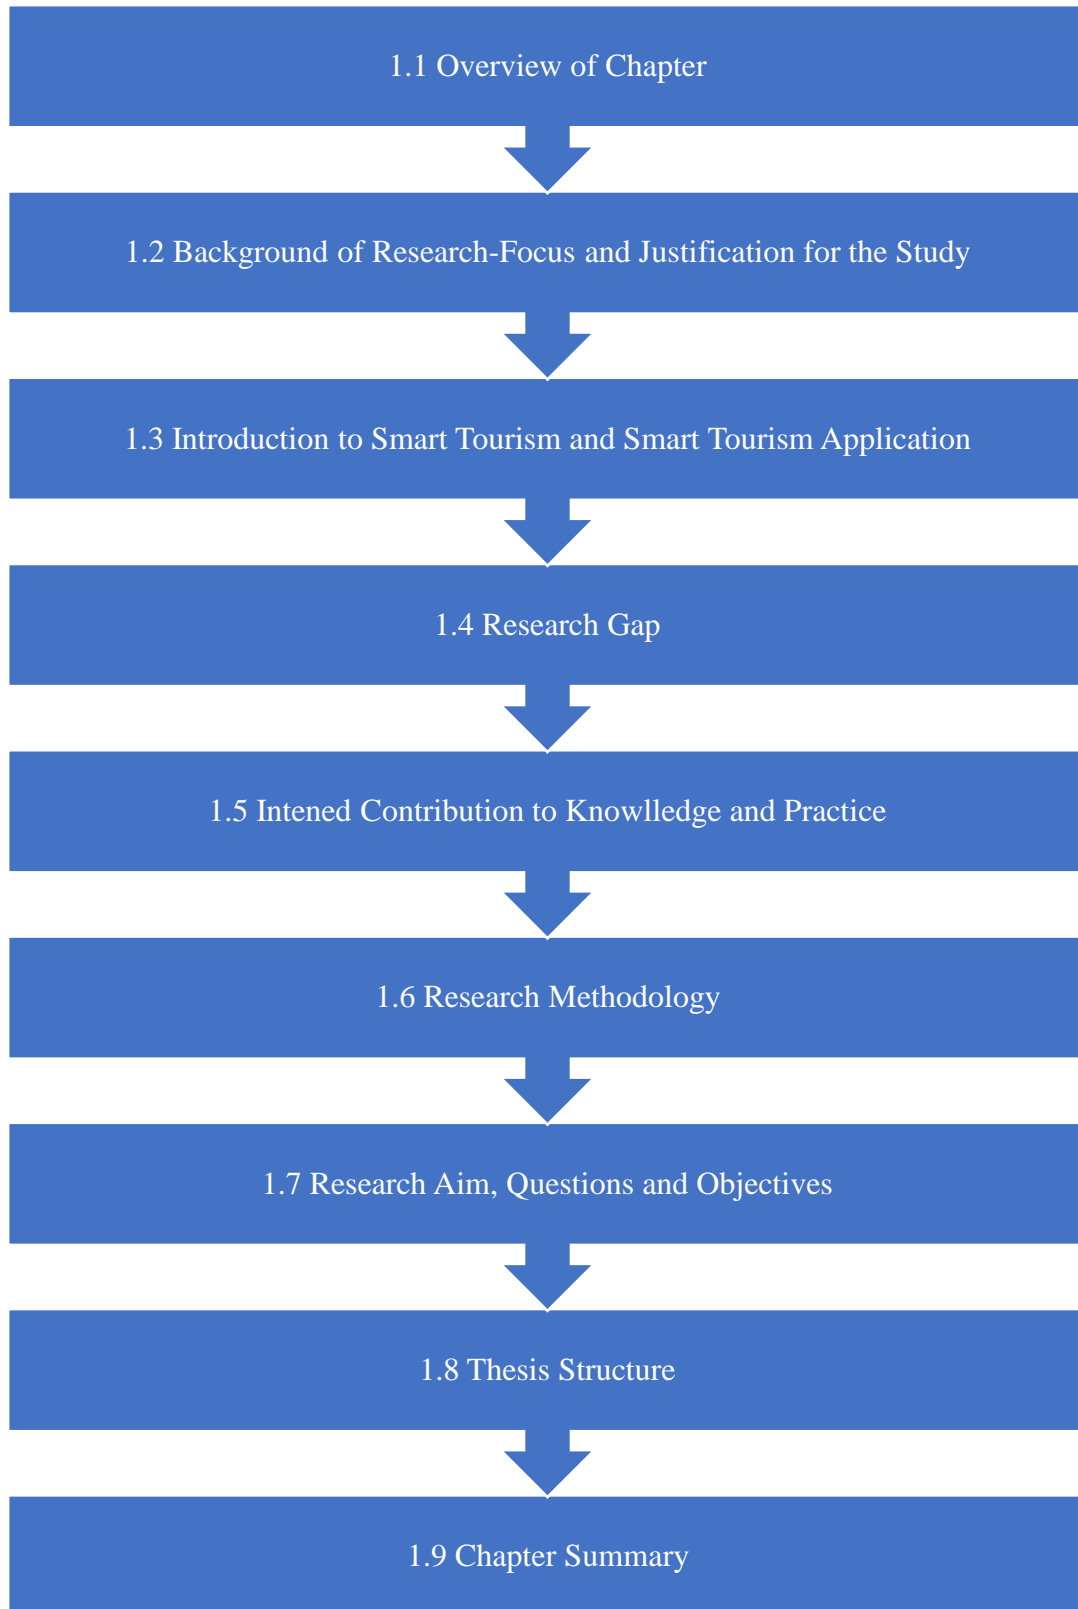 1.1 Overview of Chapter
1.2 Background of Research-Focus and Justification for the Study
1.3 Introduction to Smart Tourism and Smart Tourism Application
1.4 Research Gap
1.5 Intened Contribution to Knowlledge and Practice
1.6 Research Methodology
1.7 Research Aim, Questions and Objectives
1.8 Thesis Structure
1.9 Chapter Summary